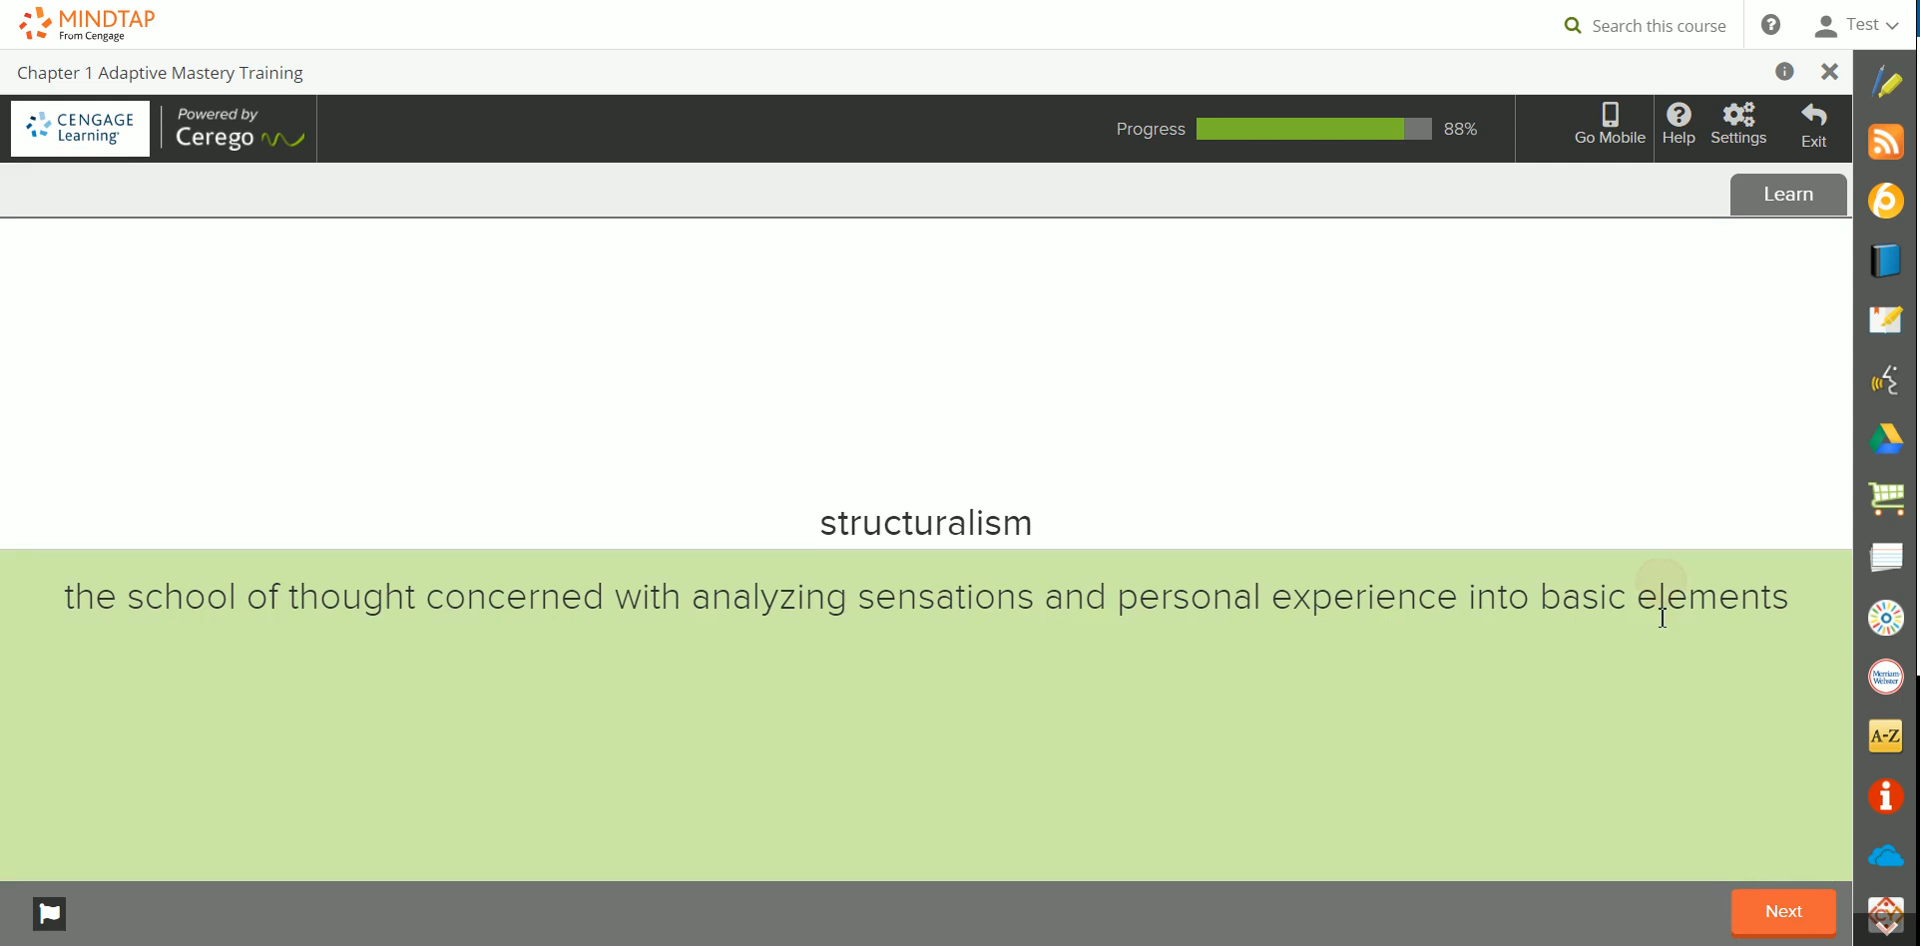 MINDTAP
From Cengage
Search this course
Test
Chapter 1 Adaptive Mastery Training
CENGAGE
Learning
Powered by
Cerego
Progress
88%
Go Mobile
Help
Settings
Exit
Learn
structuralism
the school of thought concerned with analyzing sensations and personal experience into basic elements
Merriam-
Webster
A-Z
Next